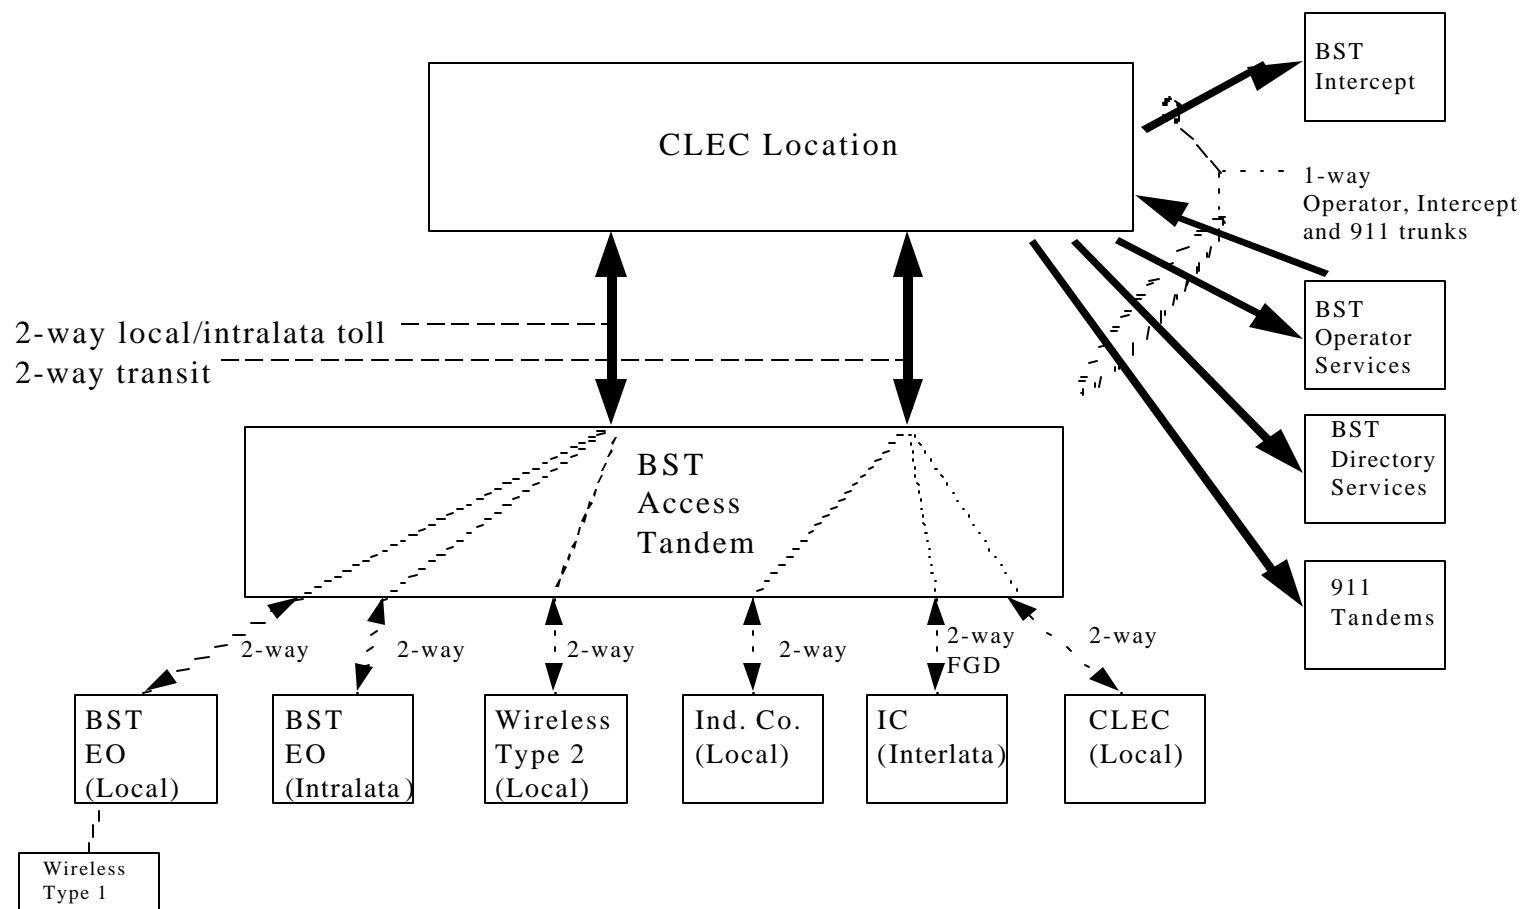 BST
Intercept
CLEC Location
1-way
Operator, Intercept
and 911 trunks
BST
Operator
Services
2-way local/intralata toll
2-way transit
BST
Directory
Services
BST
Access
Tandem
911
Tandems
2-way
2-way
2-way
2-way
2-way
FGD
2-way
BST
EO
(Local)
BST
EO
(Intralata)
Wireless
Type 2
(Local)
Ind. Co.
(Local)
IC
(Interlata)
CLEC
(Local)
Wireless
Type 1